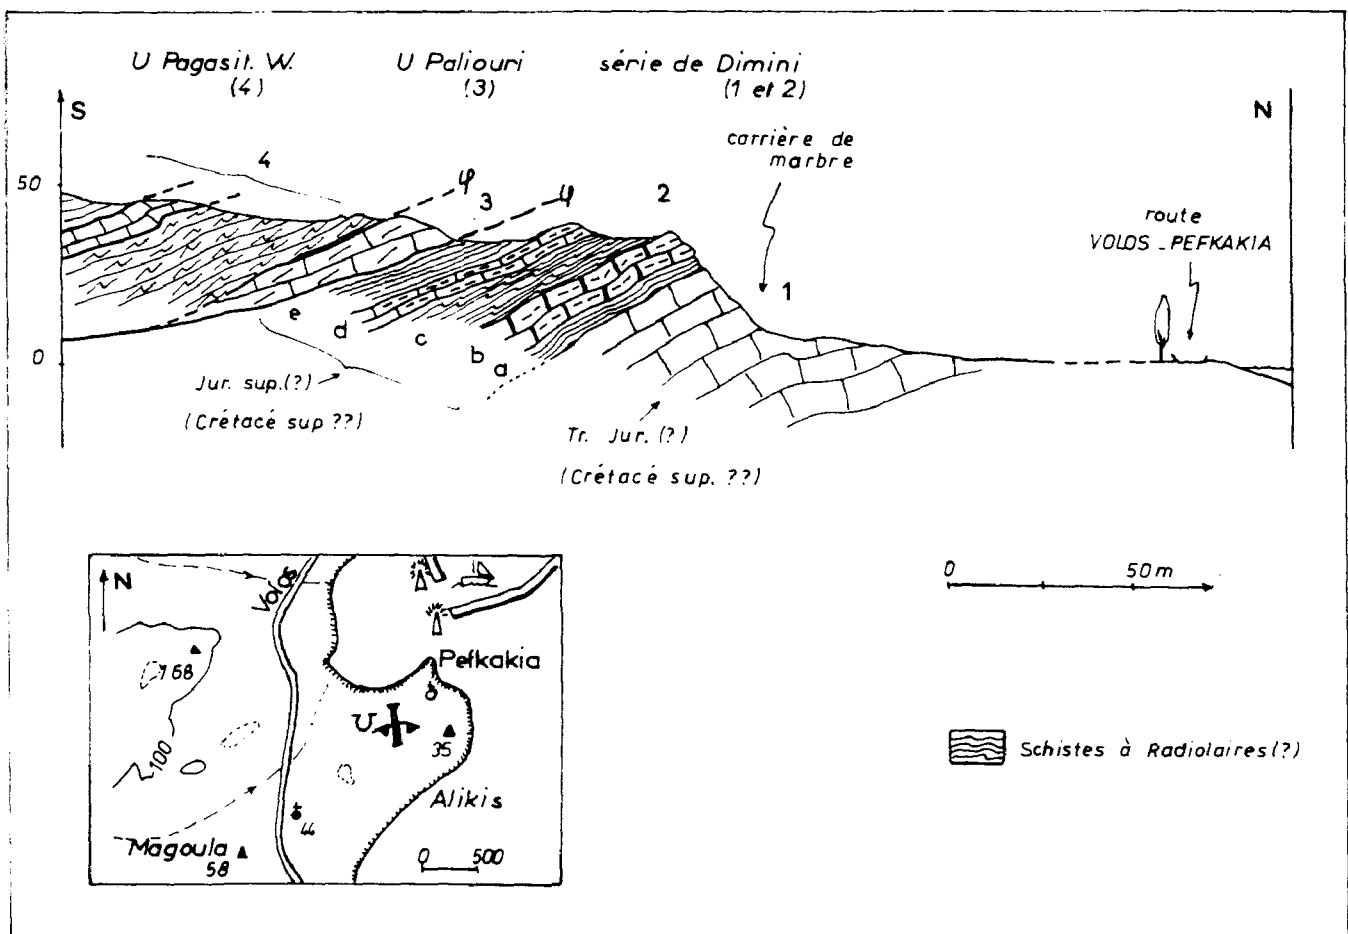 U Pagasit. W.
(4)
U Paliouri
(3)
série de Dimini
(1 et 2)
S
N
carrière de
marbre
50
0
4
φ
3
φ
2
1
route
VOLOS - PEFKAKIA
e
d
c
b
a
Jur. sup.(?)
(Crétacé sup ??)
Tr. Jur. (?)
(Crétacé sup. ??)
0 50 m
N
Volos
Pefkakia
168
100
35
Alikis
44
Magoula
58
0 500
Schistes à Radiolaires(?)